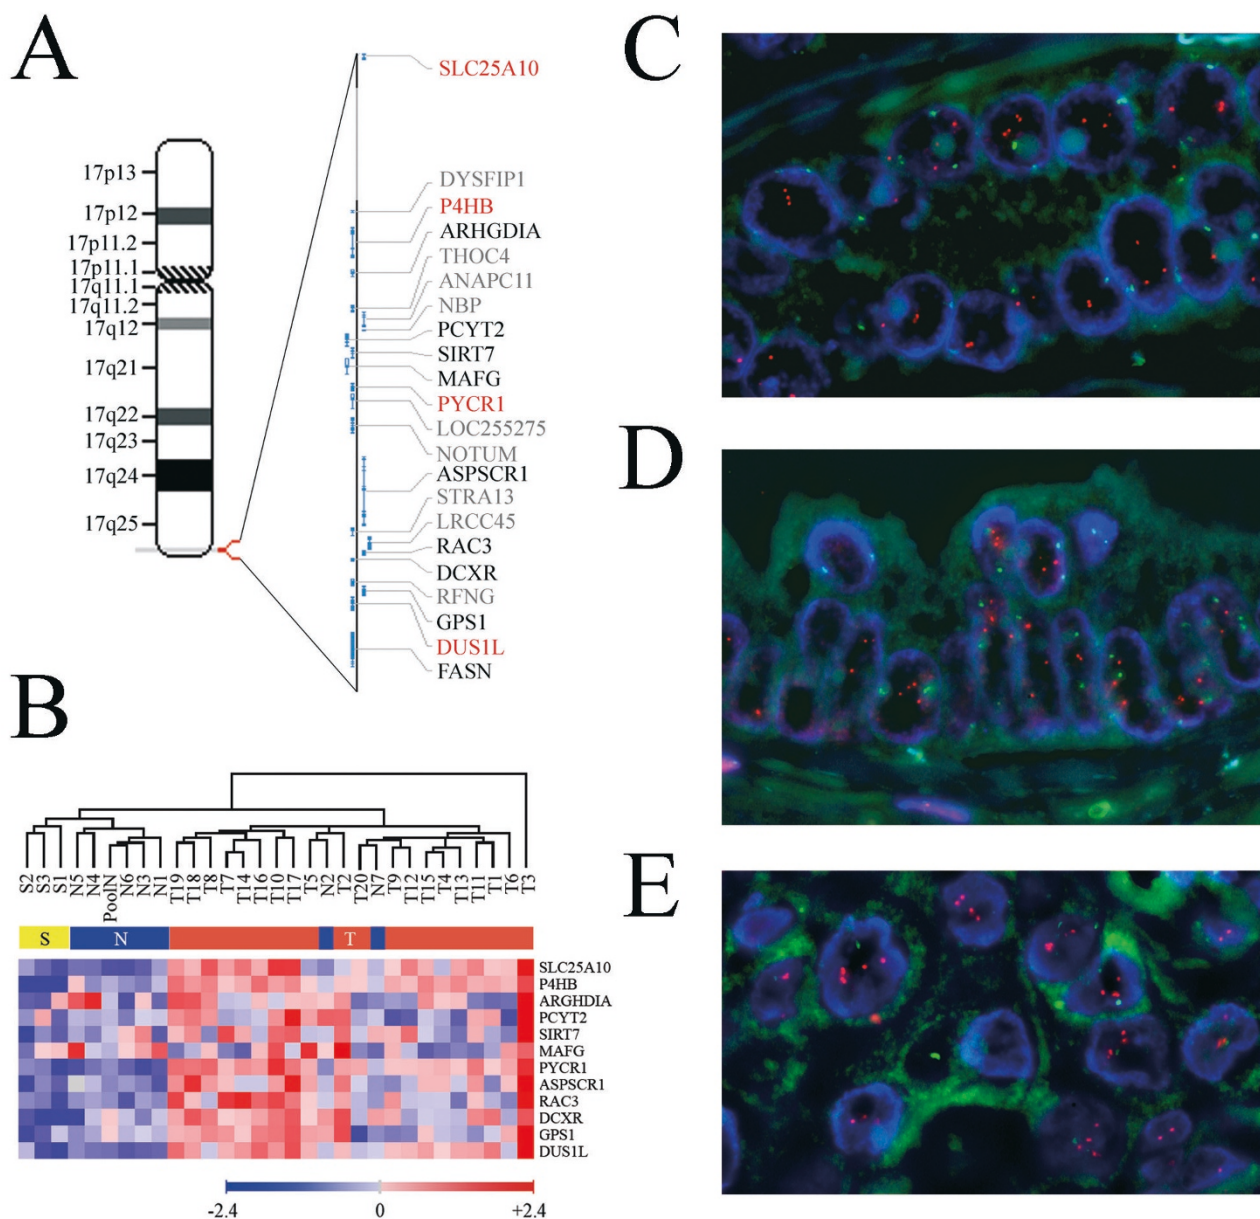 A
SLC25A10
DYSFIP1
P4HB
ARHGDIA
THOC4
ANAPC11
NBP
PCYT2
SIRT7
MAFG
PYCR1
LOC255275
NOTUM
ASPSCR1
STRA13
LRCC45
RAC3
DCXR
RFNG
GPS1
DUS1L
FASN
17p13
17p12
17p11.2
17p11.1
17q11.1
17q11.2
17q12
17q21
17q22
17q23
17q24
17q25
B
S2 S3 S1 N5 N4 PoolN N6 N3 N1 T19 T18 T8 T7 T14 T16 T10 T17 T5 N2 T2 T20 N7 T9 T12 T15 T4 T13 T11 T1 T6 T3
S N T
SLC25A10
P4HB
ARGHDIA
PCYT2
SIRT7
MAFG
PYCR1
ASPSCR1
RAC3
DCXR
GPS1
DUS1L
-2.4 0 +2.4
C
D
E